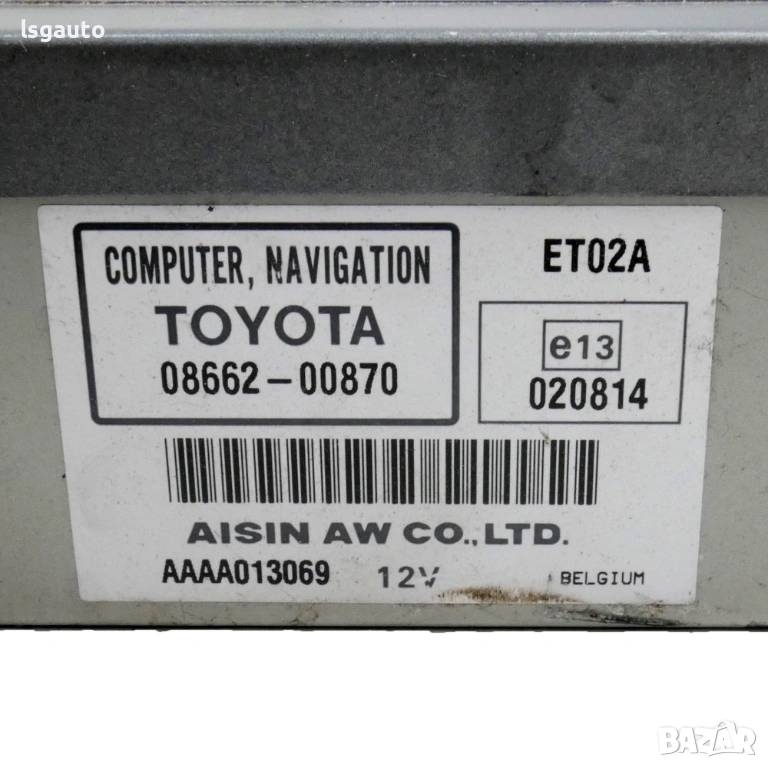 lsgauto
COMPUTER, NAVIGATION
TOYOTA
08662-00870
ET02A
e13
020814
AISIN AW CO.,LTD.
AAAA013069 12V BELGIUM
BAZAR